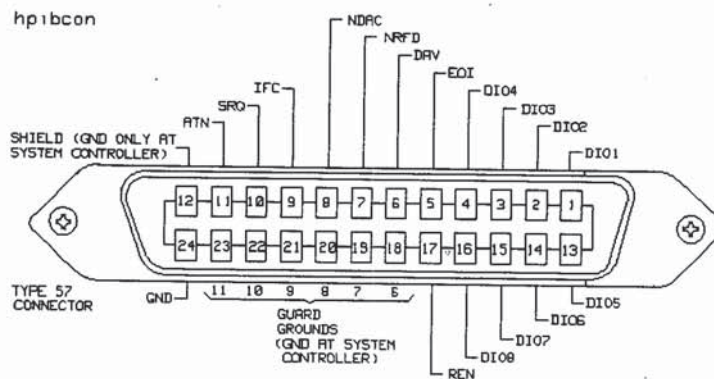 hpibcon
NDAC
NRFD
DAV
EOI
DIO4
DIO3
DIO2
DIO1
IFC
SRQ
ATN
SHIELD (GND ONLY AT
SYSTEM CONTROLLER)
12 11 10 9 8 7 6 5 4 3 2 1
24 23 22 21 20 19 18 17 16 15 14 13
TYPE 57
CONNECTOR
GND
11 10 9 8 7 6
GUARD
GROUNDS
(GND AT SYSTEM
CONTROLLER)
DIO5
DIO6
DIO7
DIO8
REN